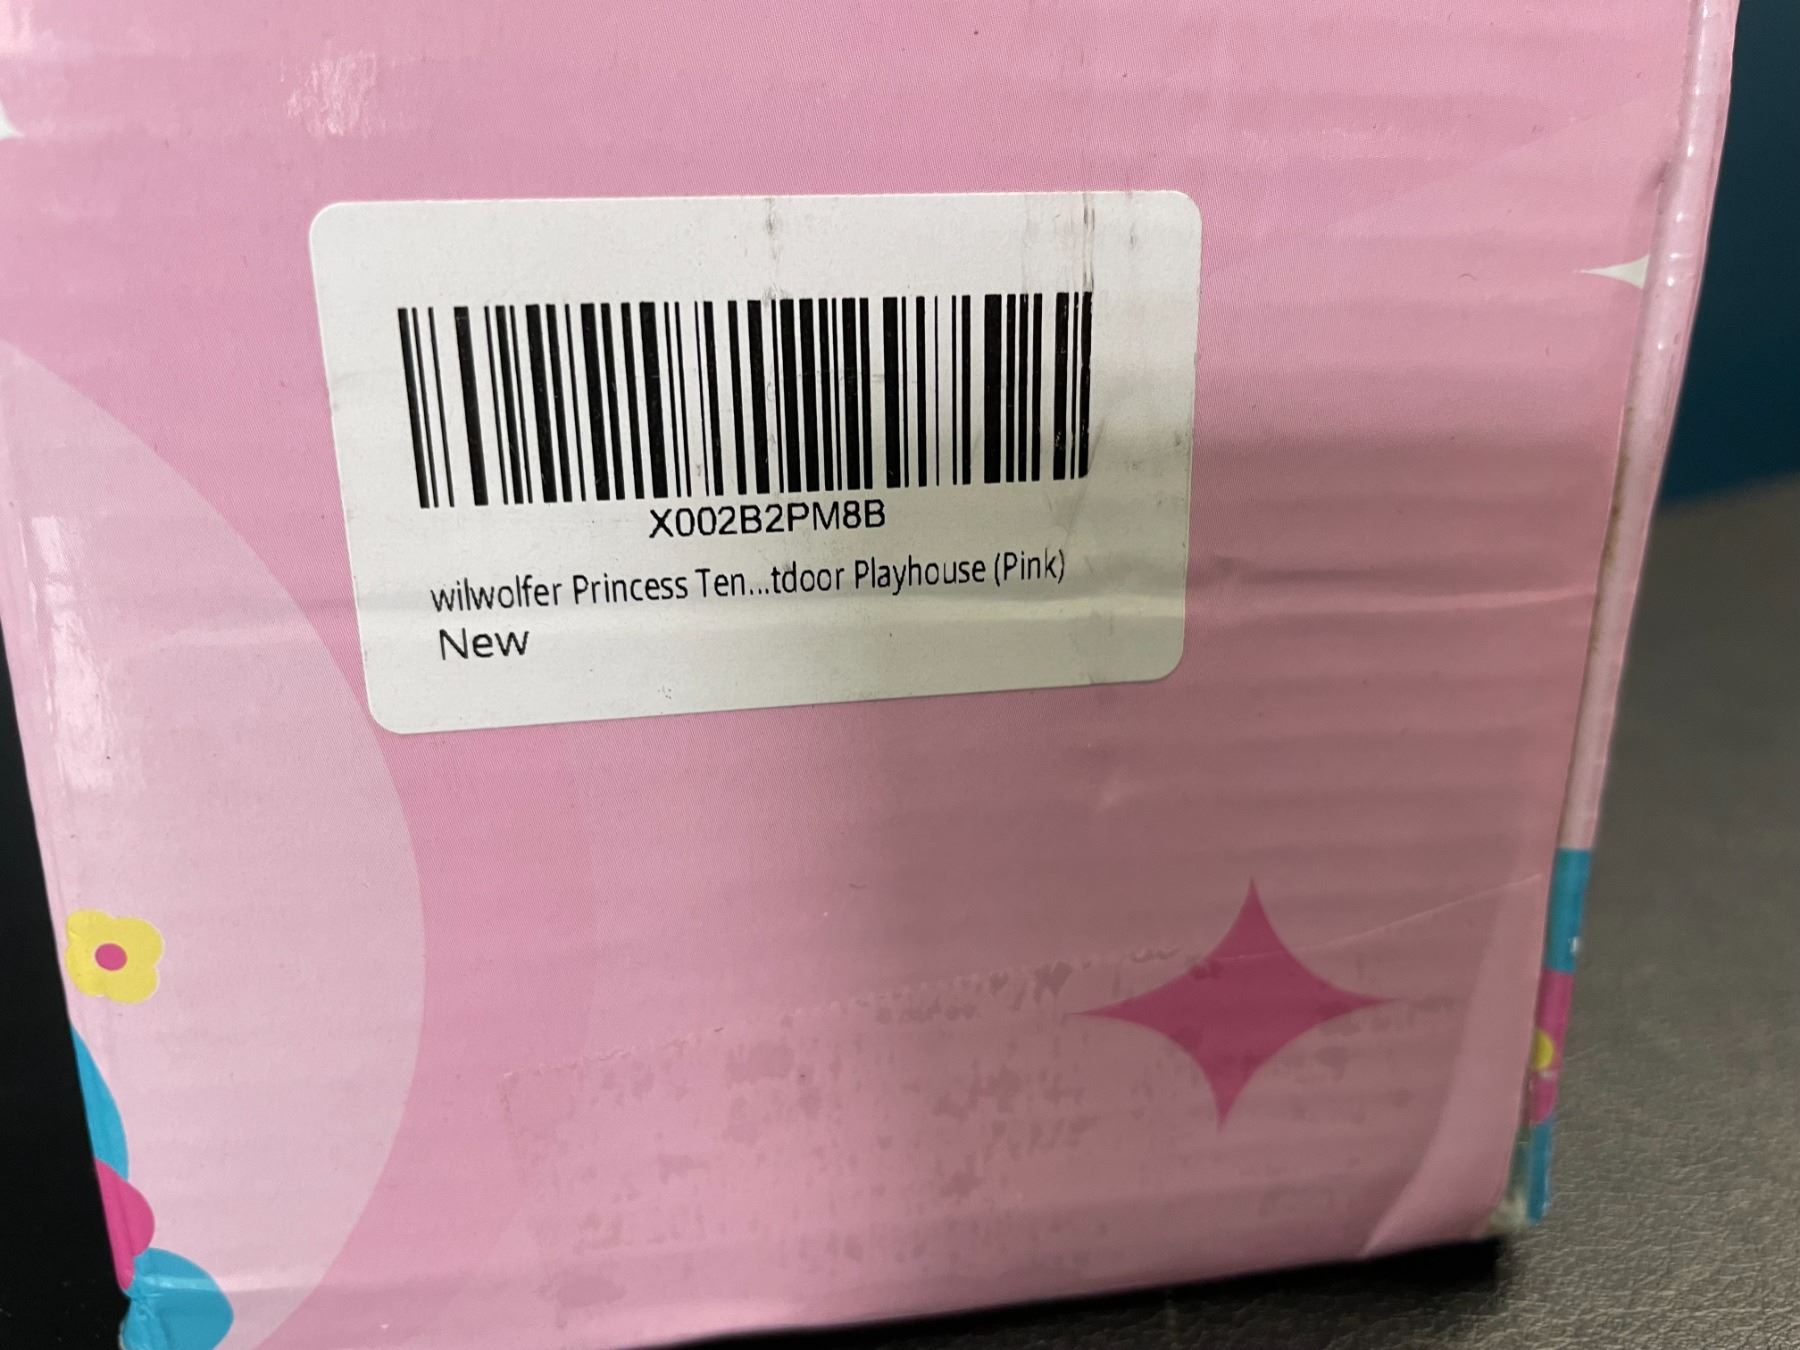 X002B2PM8B
wilwolfer Princess Ten...tdoor Playhouse (Pink)
New